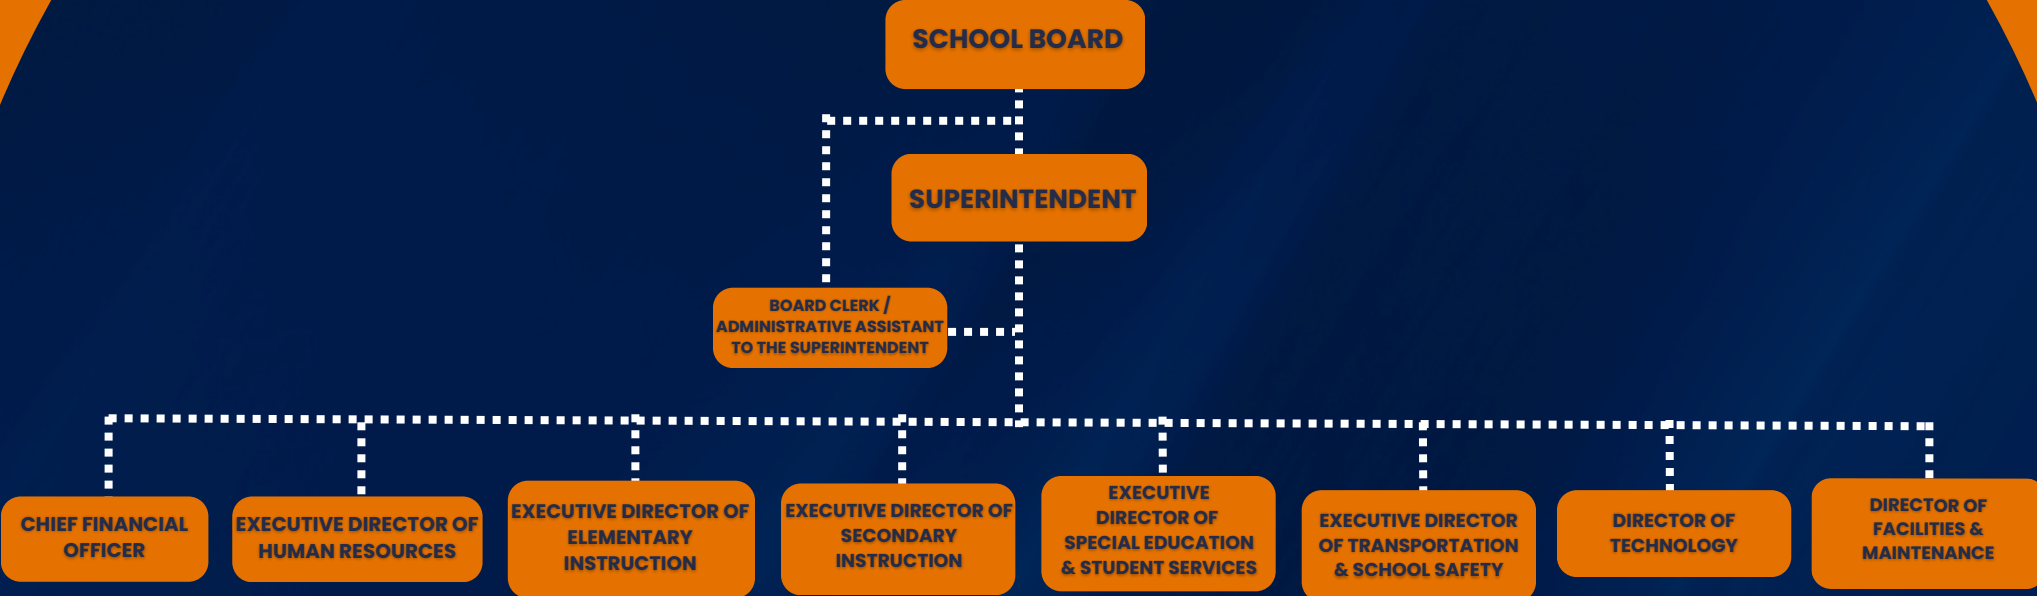 SCHOOL BOARD
SUPERINTENDENT
BOARD CLERK /
ADMINISTRATIVE ASSISTANT
TO THE SUPERINTENDENT
CHIEF FINANCIAL
OFFICER
EXECUTIVE DIRECTOR OF
HUMAN RESOURCES
EXECUTIVE DIRECTOR OF
ELEMENTARY
INSTRUCTION
EXECUTIVE DIRECTOR OF
SECONDARY
INSTRUCTION
EXECUTIVE
DIRECTOR OF
SPECIAL EDUCATION
& STUDENT SERVICES
EXECUTIVE DIRECTOR
OF TRANSPORTATION
& SCHOOL SAFETY
DIRECTOR OF
TECHNOLOGY
DIRECTOR OF
FACILITIES &
MAINTENANCE